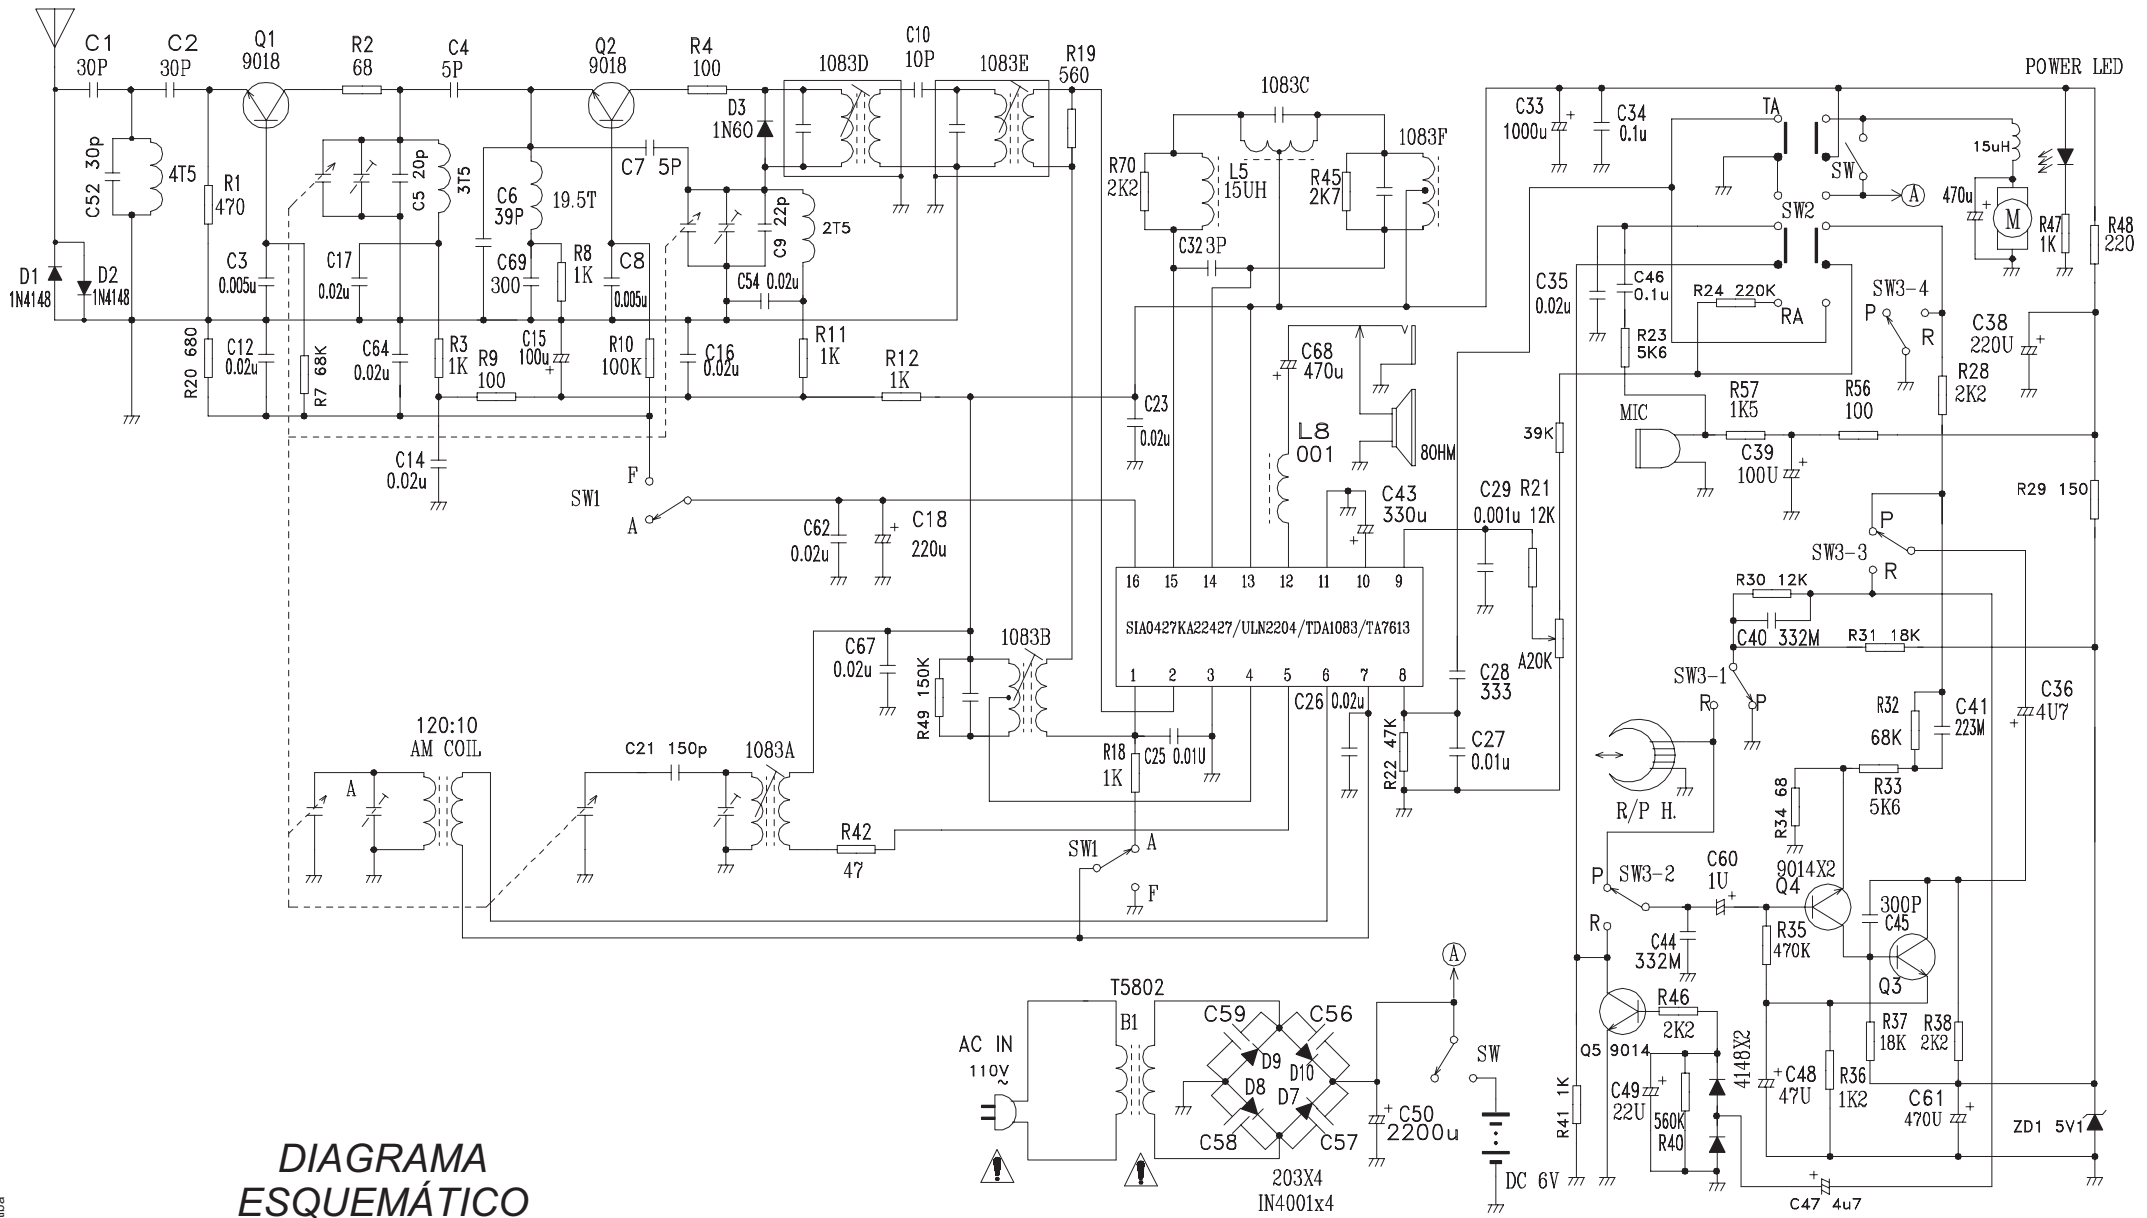 C1
30P
C2
30P
Q1
9018
R2
68
C4
5P
Q2
9018
R4
100
1083D
C10
10P
1083E
R19
560
1083C
1083F
POWER LED
D3
1N60
C52 30p
4T5
R1
470
C5 20p
3T5
C6
39P
19.5T
C7 5P
C9 22p
2T5
R70
2K2
L5
15UH
R45
2K7
C33
1000u
C34
0.1u
TA
SW
A
SW2
15uH
470u
M
R47
1K
R48
220
D1
1N4148
D2
1N4148
C3
0.005u
C17
0.02u
C69
300
R8
1K
C8
0.005u
C54 0.02u
C32 3P
C35
0.02u
C46
0.1u
R24 220K
RA
SW3-4
P
R
C38
220U
R20 680
C12
0.02u
R7 68K
C64
0.02u
R3
1K
R9
100
C15
100u
R10
100K
C16
0.02u
R11
1K
R12
1K
C23
0.02u
C68
470u
R23
5K6
R28
2K2
MIC
R57
1K5
R56
100
C39
100U
L8
001
8OHM
39K
C14
0.02u
F
SW1
A
C62
0.02u
C18
220u
C43
330u
C29
0.001u
R21
12K
R29 150
P
SW3-3
R
16 15 14 13 12 11 10 9
SIA0427KA22427/ULN2204/TDA1083/TA7613
1 2 3 4 5 6 7 8
R30 12K
C40 332M
R31 18K
A20K
1083B
C67
0.02u
R49 150K
C26 0.02u
C28
333
SW3-1
R
P
R32
68K
C41
223M
C36
4U7
120:10
AM COIL
A
C21 150p
1083A
R18
1K
C25 0.01U
R22 47K
C27
0.01u
R/P H.
R34 68
R33
5K6
R42
47
SW1
A
F
P
SW3-2
R
C60
1U
9014X2
Q4
300P
C45
C44
332M
R35
470K
Q3
A
T5802
B1
AC IN
110V
~
C59
C56
D9
D10
D8
D7
C58
C57
203X4
IN4001x4
C50
2200u
SW
DC 6V
R46
2K2
Q5 9014
R41 1K
C49
22U
560K
R40
4148X2
C48
47U
R36
1K2
R37
18K
R38
2K2
C61
470U
ZD1 5V1
C47 4u7
DIAGRAMA
ESQUEMÁTICO